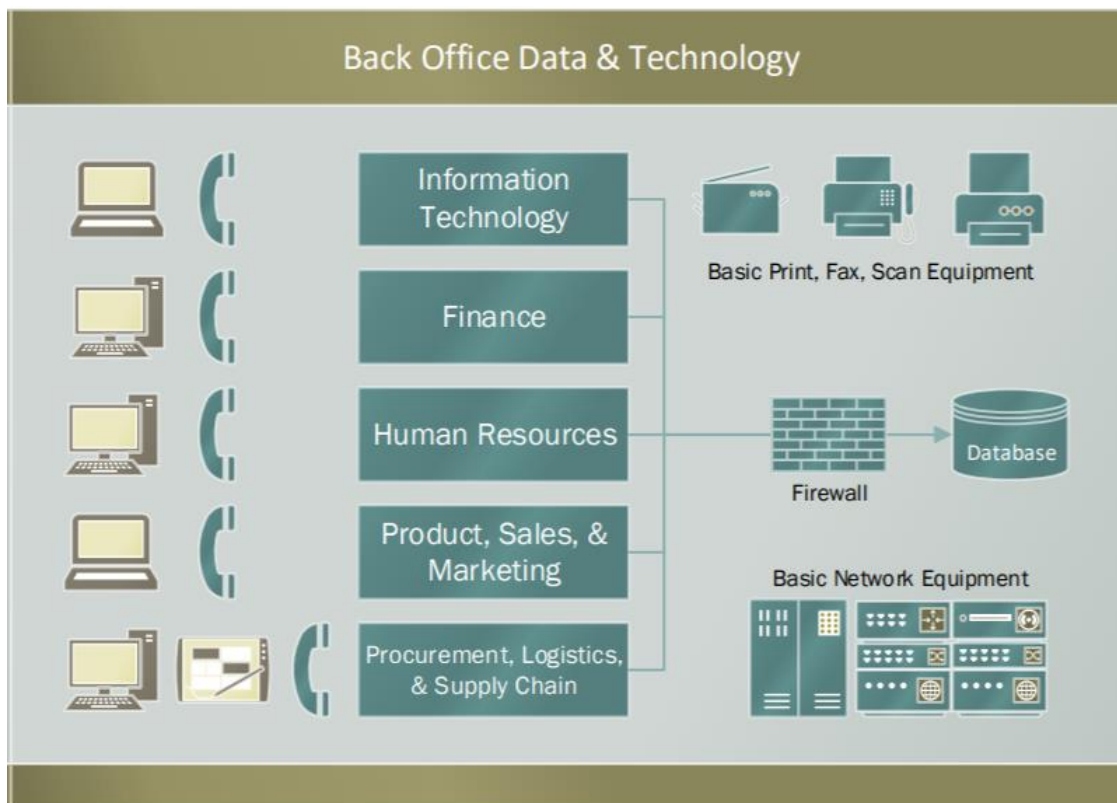 Back Office Data & Technology
Information
Technology
Basic Print, Fax, Scan Equipment
Finance
Human Resources
Firewall
Database
Product, Sales, &
Marketing
Basic Network Equipment
Procurement, Logistics,
& Supply Chain